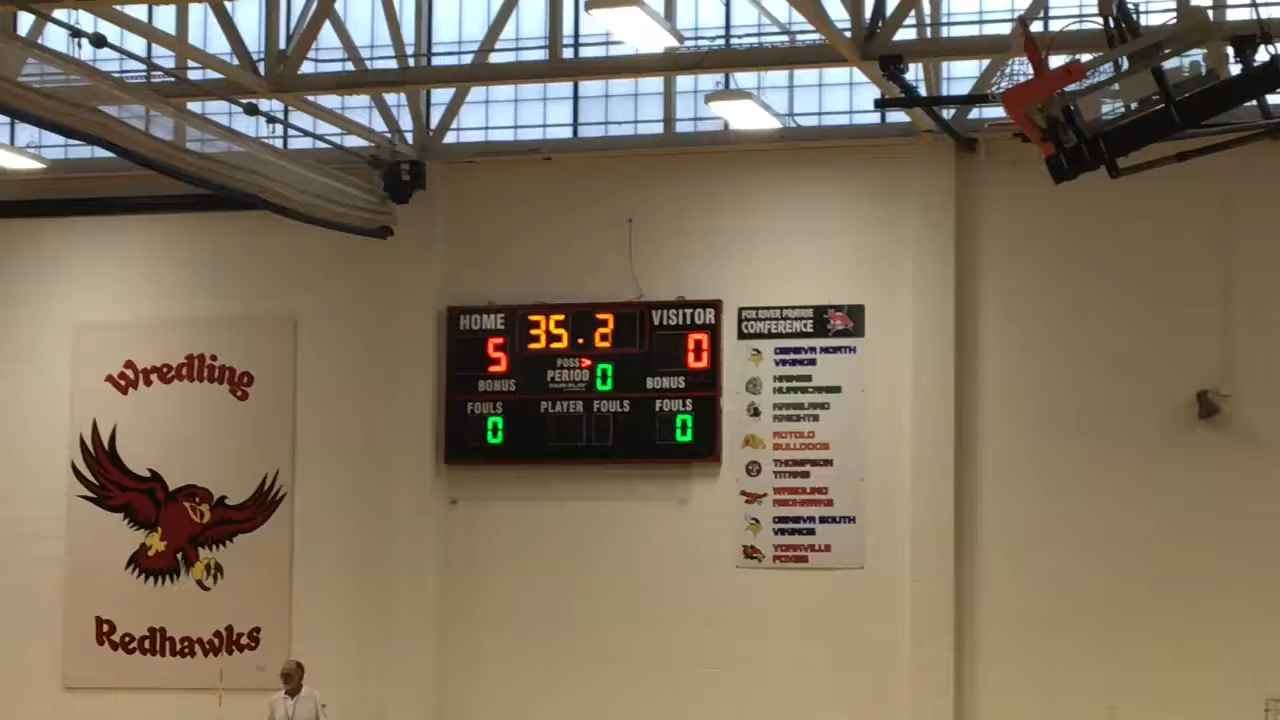 Wredling
Redhawks
HOME 35.2 VISITOR
5 0
POSS >
PERIOD 0
BONUS BONUS
FOULS PLAYER FOULS FOULS
0 0
FOX RIVER PRAIRIE
CONFERENCE
GENEVA NORTH
VIKINGS
HAINES
HURRICANES
KANELAND
KNIGHTS
ROTOLO
BULLDOGS
THOMPSON
TITANS
WREDLING
REDHAWKS
GENEVA SOUTH
VIKINGS
YORKVILLE
FOXES